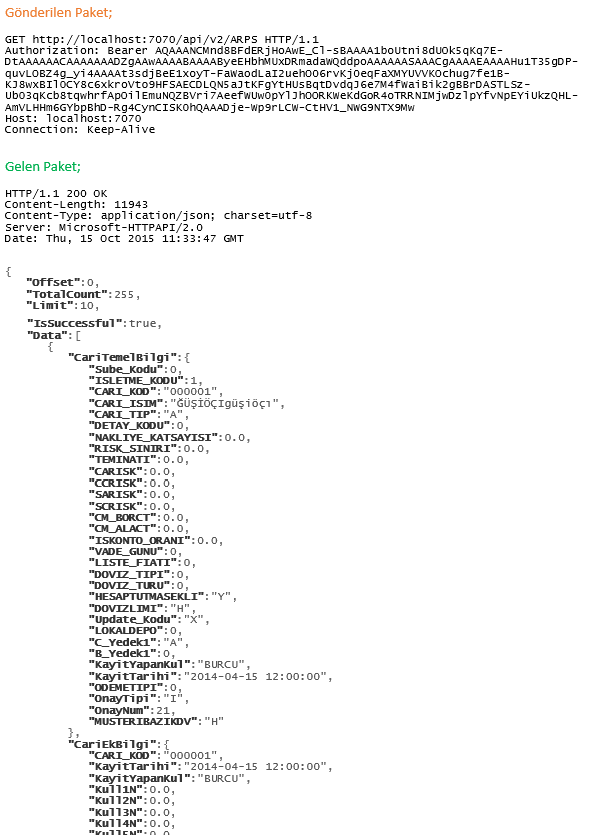 Gönderilen Paket;
GET http://localhost:7070/api/v2/ARPS HTTP/1.1
Authorization: Bearer AQAAANCMnd8BFdERjHoAwE_Cl-sBAAAA1boUtni8dUOk5qKq7E-
DtAAAAAACAAAAAAADZgAAwAAAABAAAAByeEHbhMUxDRmadaWQddpoAAAAAASAAACgAAAAEAAAAHu1T35gDP-
quvLOBZ4g_yi4AAAAt3sdjBeE1xoyT-FaWaodLaI2uehOO6rvKjOeqFaXMYUVVKOchug7fe1B-
KJ8wxBIlOCY8c6xkroVto9HFSAECDLQN5aJtKFgYtHUsBqtDvdqJ6e7M4fWaiBik2gBBrDASTLSz-
UbO3qKcb8tqwhrfApOilEmuNQZBVri7AeefWUwOpYlJhOORKWeKdGoR4oTRRNIMjwDzlpYfvNpEYiUkzQHL-
AmVLHHm6GYbpBhD-Rg4CynCISKOhQAAADje-Wp9rLCW-CtHV1_NWG9NTX9Mw
Host: localhost:7070
Connection: Keep-Alive
Gelen Paket;
HTTP/1.1 200 OK
Content-Length: 11943
Content-Type: application/json; charset=utf-8
Server: Microsoft-HTTPAPI/2.0
Date: Thu, 15 Oct 2015 11:33:47 GMT
{
"Offset":0,
"TotalCount":255,
"Limit":10,
"IsSuccessful":true,
"Data":[
{
"CariTemelBilgi":{
"Sube_Kodu":0,
"ISLETME_KODU":1,
"CARI_KOD":"000001",
"CARI_ISIM":"ĞÜŞİÖÇIğüşiöçı",
"CARI_TIP":"A",
"DETAY_KODU":0,
"NAKLIYE_KATSAYISI":0.0,
"RISK_SINIRI":0.0,
"TEMINATI":0.0,
"CARISK":0.0,
"CCRISK":0.0,
"SARISK":0.0,
"SCRISK":0.0,
"CM_BORCT":0.0,
"CM_ALACT":0.0,
"ISKONTO_ORANI":0.0,
"VADE_GUNU":0,
"LISTE_FIATI":0,
"DOVIZ_TIPI":0,
"DOVIZ_TURU":0,
"HESAPTUTMASEKLI":"Y",
"DOVIZLIMI":"H",
"Update_Kodu":"X",
"LOKALDEPO":0,
"C_Yedek1":"A",
"B_Yedek1":0,
"KayitYapanKul":"BURCU",
"KayitTarihi":"2014-04-15 12:00:00",
"ODEMETIPI":0,
"OnayTipi":"I",
"OnayNum":21,
"MUSTERIBAZIKDV":"H"
},
"CariEkBilgi":{
"CARI_KOD":"000001",
"KayitTarihi":"2014-04-15 12:00:00",
"KayitYapanKul":"BURCU",
"Kull1N":0.0,
"Kull2N":0.0,
"Kull3N":0.0,
"Kull4N":0.0,
"Kull5N":0.0,